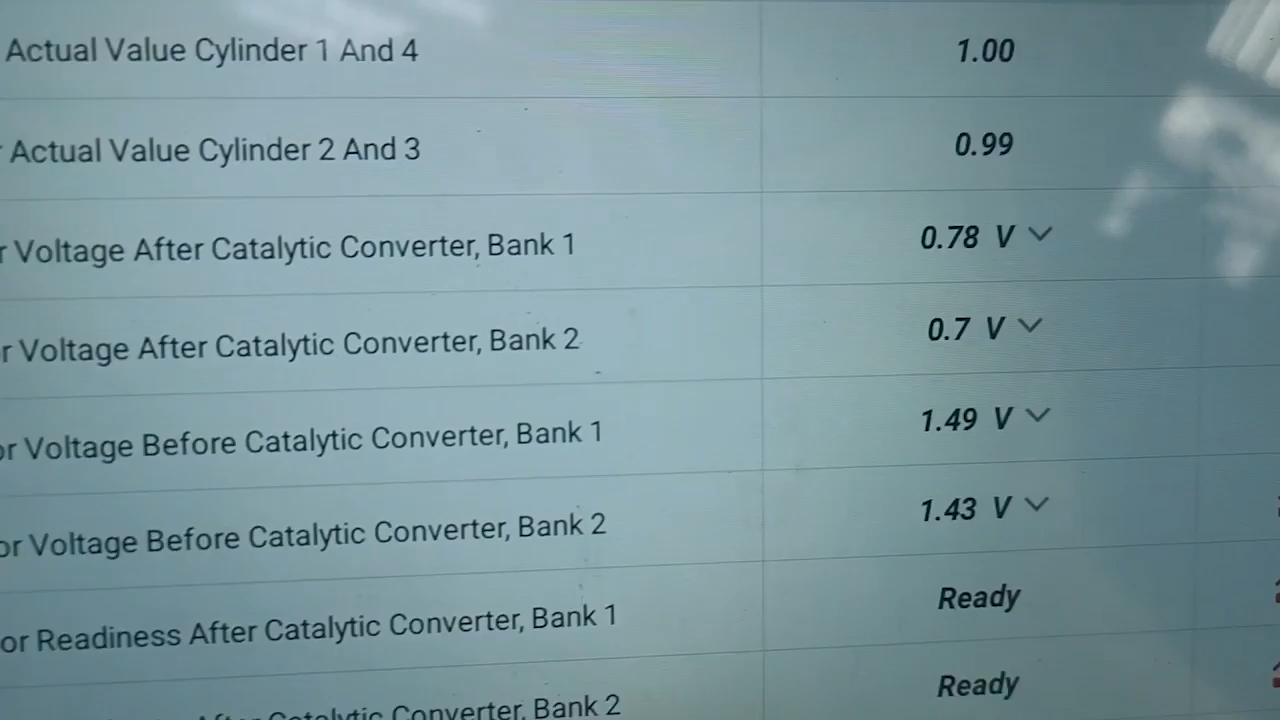 Actual Value Cylinder 1 And 4 1.00
Actual Value Cylinder 2 And 3 0.99
Voltage After Catalytic Converter, Bank 1 0.78 V
Voltage After Catalytic Converter, Bank 2 0.7 V
Voltage Before Catalytic Converter, Bank 1 1.49 V
Voltage Before Catalytic Converter, Bank 2 1.43 V
or Readiness After Catalytic Converter, Bank 1 Ready
Catalytic Converter, Bank 2 Ready